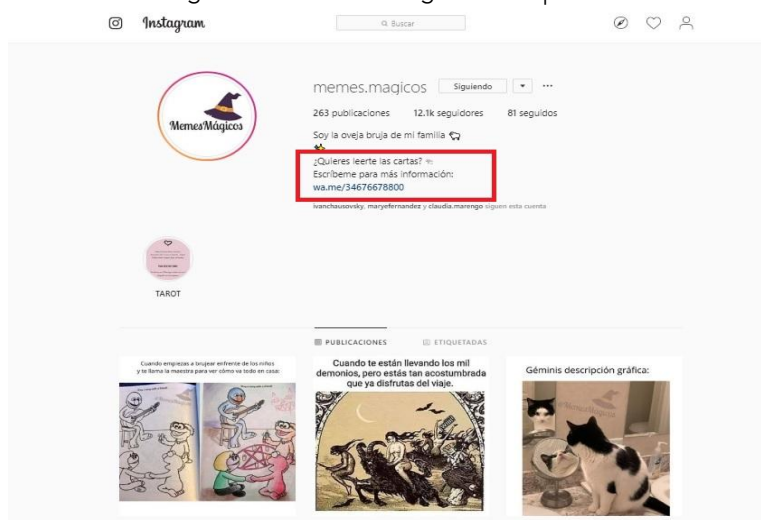 Instagram
Buscar
memes.magicos Siguiendo
263 publicaciones 12.1k seguidores 81 seguidos
MemesMágicos
Soy la oveja bruja de mi familia
¿Quieres leerte las cartas?
Escríbeme para más información:
wa.me/34676678800
ivanchausovsky, maryefernandez y claudia.marengo siguen esta cuenta
TAROT
PUBLICACIONES ETIQUETADAS
Cuando empiezas a brujear enfrente de los niños
y te llama la maestra para ver cómo va todo en casa:
Cuando te están llevando los mil
demonios, pero estás tan acostumbrada
que ya disfrutas del viaje.
Géminis descripción gráfica: